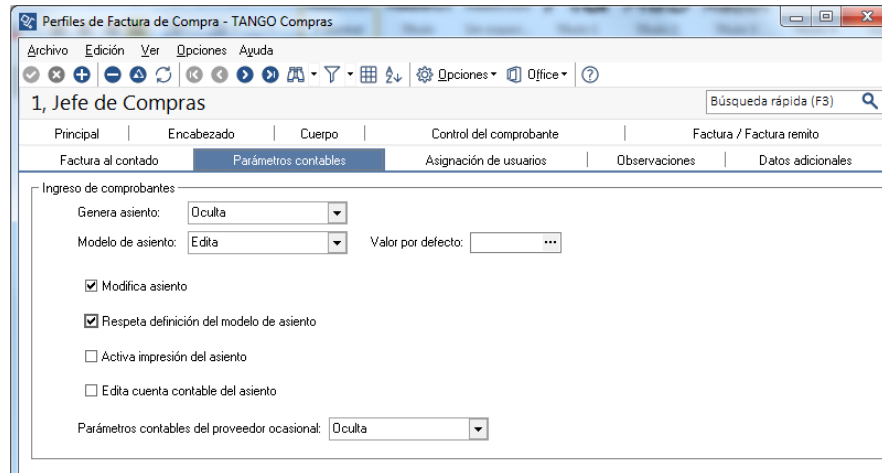 Perfiles de Factura de Compra - TANGO Compras
Archivo Edición Ver Opciones Ayuda
Opciones Office
1, Jefe de Compras
Búsqueda rápida (F3)
Principal Encabezado Cuerpo Control del comprobante Factura / Factura remito
Factura al contado Parámetros contables Asignación de usuarios Observaciones Datos adicionales
Ingreso de comprobantes
Genera asiento: Oculta
Modelo de asiento: Edita Valor por defecto: ...
Modifica asiento
Respeta definición del modelo de asiento
Activa impresión del asiento
Edita cuenta contable del asiento
Parámetros contables del proveedor ocasional: Oculta